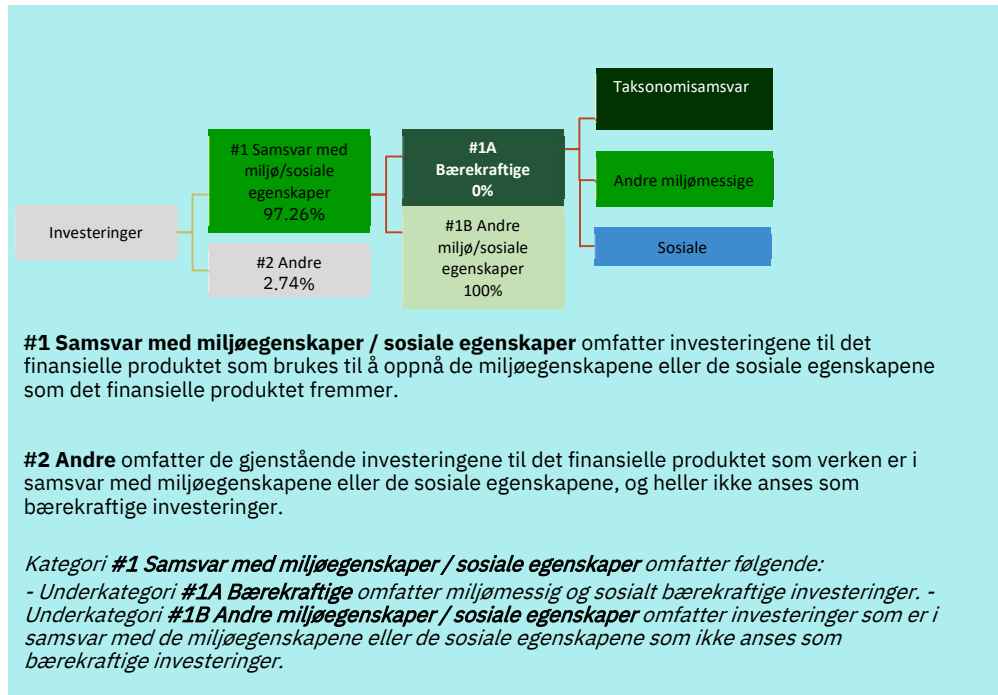 Taksonomisamsvar
#1 Samsvar med
miljø/sosiale
egenskaper
97.26%
#1A
Bærekraftige
0%
Andre miljømessige
Investeringer
#1B Andre
miljø/sosiale
egenskaper
100%
Sosiale
#2 Andre
2.74%
#1 Samsvar med miljøegenskaper / sosiale egenskaper omfatter investeringene til det
finansielle produktet som brukes til å oppnå de miljøegenskapene eller de sosiale egenskapene
som det finansielle produktet fremmer.
#2 Andre omfatter de gjenstående investeringene til det finansielle produktet som verken er i
samsvar med miljøegenskapene eller de sosiale egenskapene, og heller ikke anses som
bærekraftige investeringer.
Kategori #1 Samsvar med miljøegenskaper / sosiale egenskaper omfatter følgende:
- Underkategori #1A Bærekraftige omfatter miljømessig og sosialt bærekraftige investeringer. -
Underkategori #1B Andre miljøegenskaper / sosiale egenskaper omfatter investeringer som er i
samsvar med de miljøegenskapene eller de sosiale egenskapene som ikke anses som
bærekraftige investeringer.